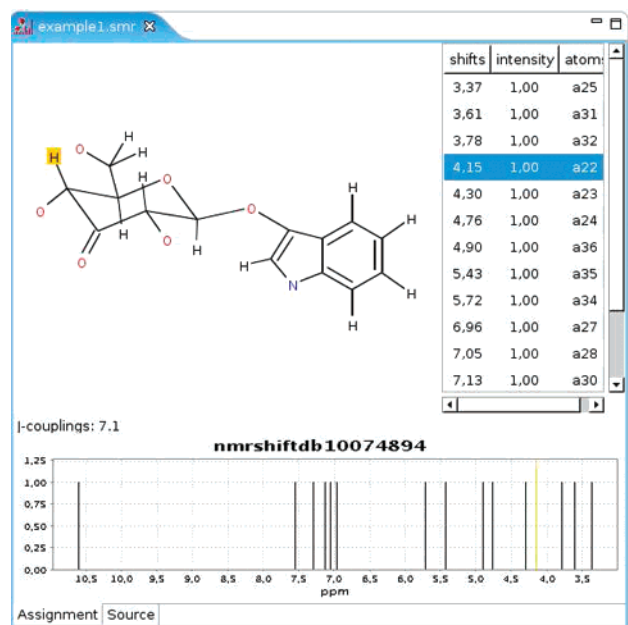 example1.smr
shifts intensity atoms
3,37 1,00 a25
3,61 1,00 a31
3,78 1,00 a32
4,15 1,00 a22
4,30 1,00 a23
4,76 1,00 a24
4,90 1,00 a36
5,43 1,00 a35
5,72 1,00 a34
6,96 1,00 a27
7,05 1,00 a28
7,13 1,00 a30
H
O H
H H
H O H
O O H
H O H
O H N H
H
J-couplings: 7.1
nmrshiftdb10074894
1,25
1,00
0,75
0,50
0,25
0,00
10,5 10,0 9,5 9,0 8,5 8,0 7,5 7,0 6,5 6,0 5,5 5,0 4,5 4,0 3,5
ppm
Assignment Source